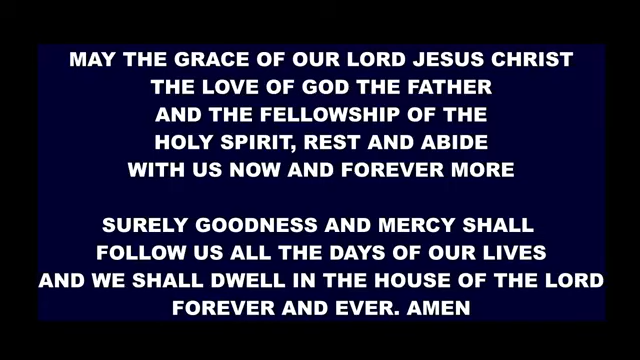 MAY THE GRACE OF OUR LORD JESUS CHRIST
THE LOVE OF GOD THE FATHER
AND THE FELLOWSHIP OF THE
HOLY SPIRIT, REST AND ABIDE
WITH US NOW AND FOREVER MORE
SURELY GOODNESS AND MERCY SHALL
FOLLOW US ALL THE DAYS OF OUR LIVES
AND WE SHALL DWELL IN THE HOUSE OF THE LORD
FOREVER AND EVER. AMEN